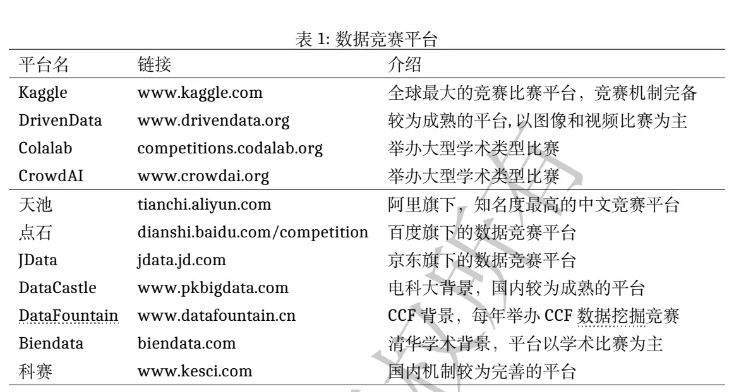 表 1: 数据竞赛平台
平台名 链接 介绍
Kaggle www.kaggle.com 全球最大的竞赛比赛平台，竞赛机制完备
DrivenData www.drivendata.org 较为成熟的平台,以图像和视频比赛为主
Colalab competitions.codalab.org 举办大型学术类型比赛
CrowdAI www.crowdai.org 举办大型学术类型比赛
天池 tianchi.aliyun.com 阿里旗下，知名度最高的中文竞赛平台
点石 dianshi.baidu.com/competition 百度旗下的数据竞赛平台
JData jdata.jd.com 京东旗下的数据竞赛平台
DataCastle www.pkbigdata.com 电科大背景，国内较为成熟的平台
DataFountain www.datafountain.cn CCF 背景，每年举办 CCF 数据挖掘竞赛
Biendata biendata.com 清华学术背景，平台以学术比赛为主
科赛 www.kesci.com 国内机制较为完善的平台
权所有